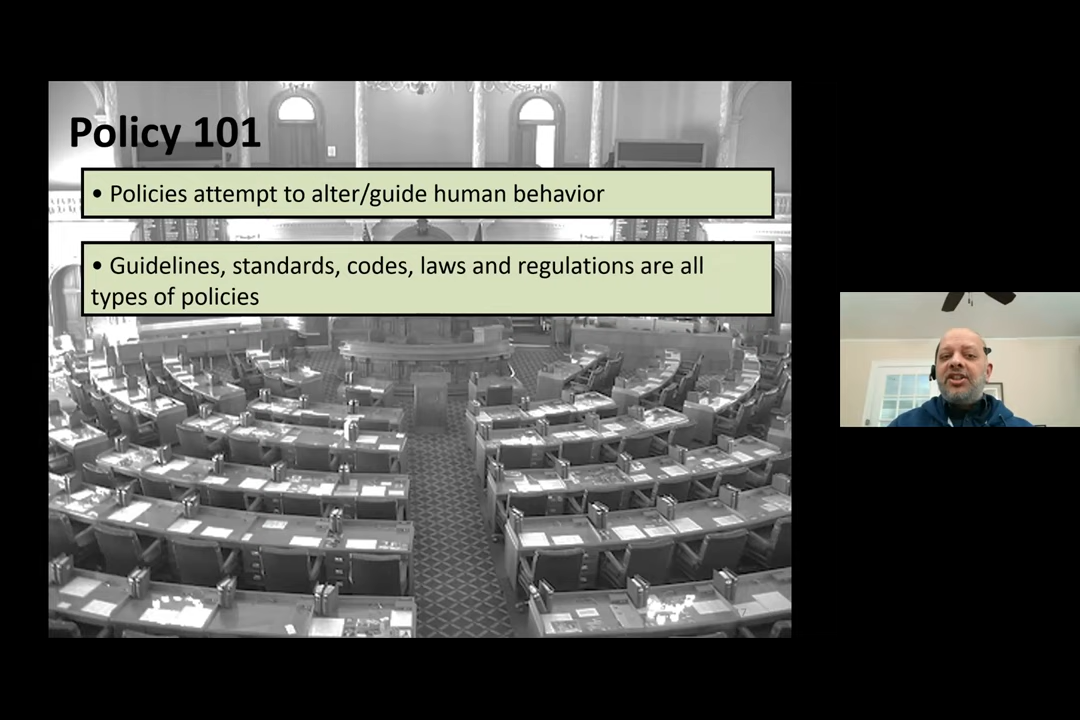 Policy 101
• Policies attempt to alter/guide human behavior
• Guidelines, standards, codes, laws and regulations are all
types of policies